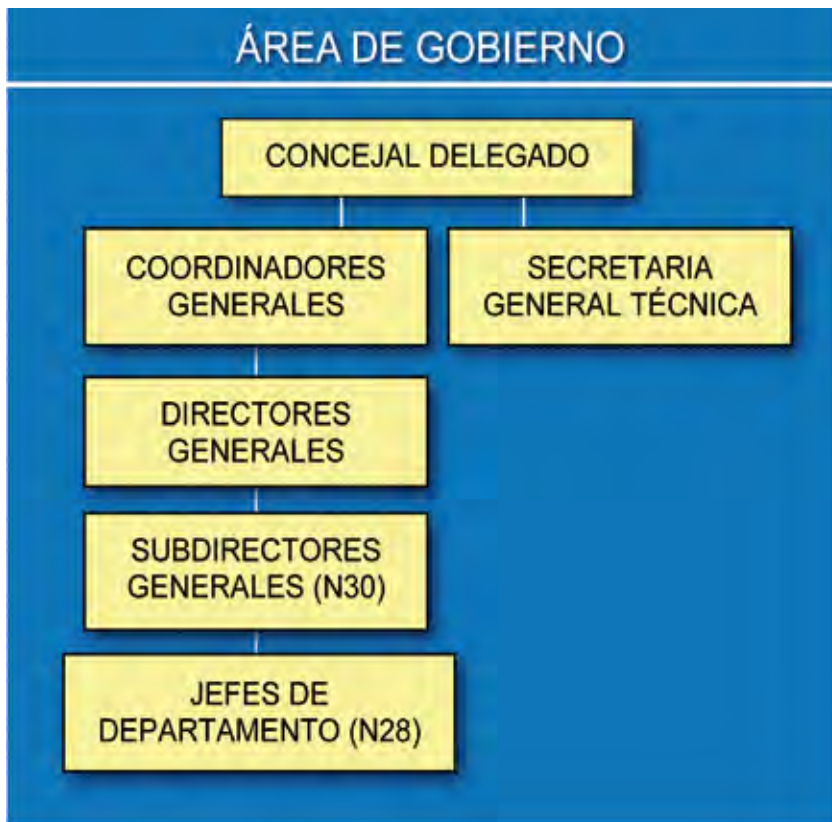 ÁREA DE GOBIERNO
CONCEJAL DELEGADO
COORDINADORES
GENERALES
SECRETARIA
GENERAL TÉCNICA
DIRECTORES
GENERALES
SUBDIRECTORES
GENERALES (N30)
JEFES DE
DEPARTAMENTO (N28)